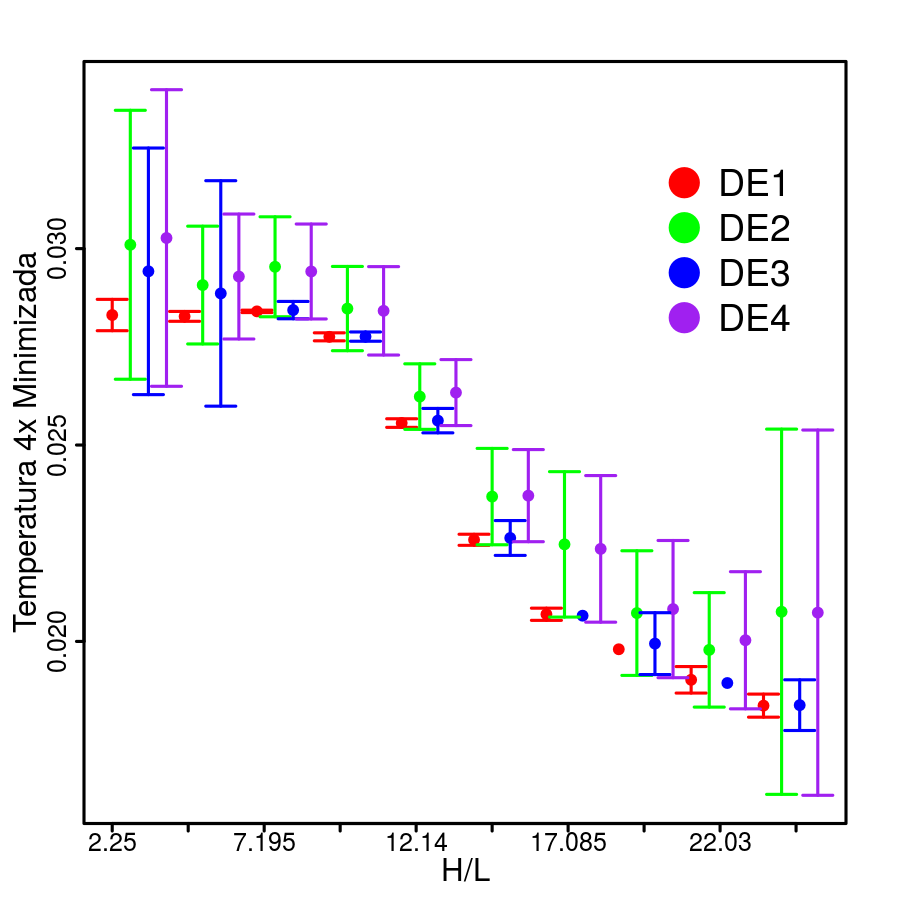 Temperatura 4x Minimizada
0.030
0.025
0.020
DE1
DE2
DE3
DE4
2.25 7.195 12.14 17.085 22.03
H/L